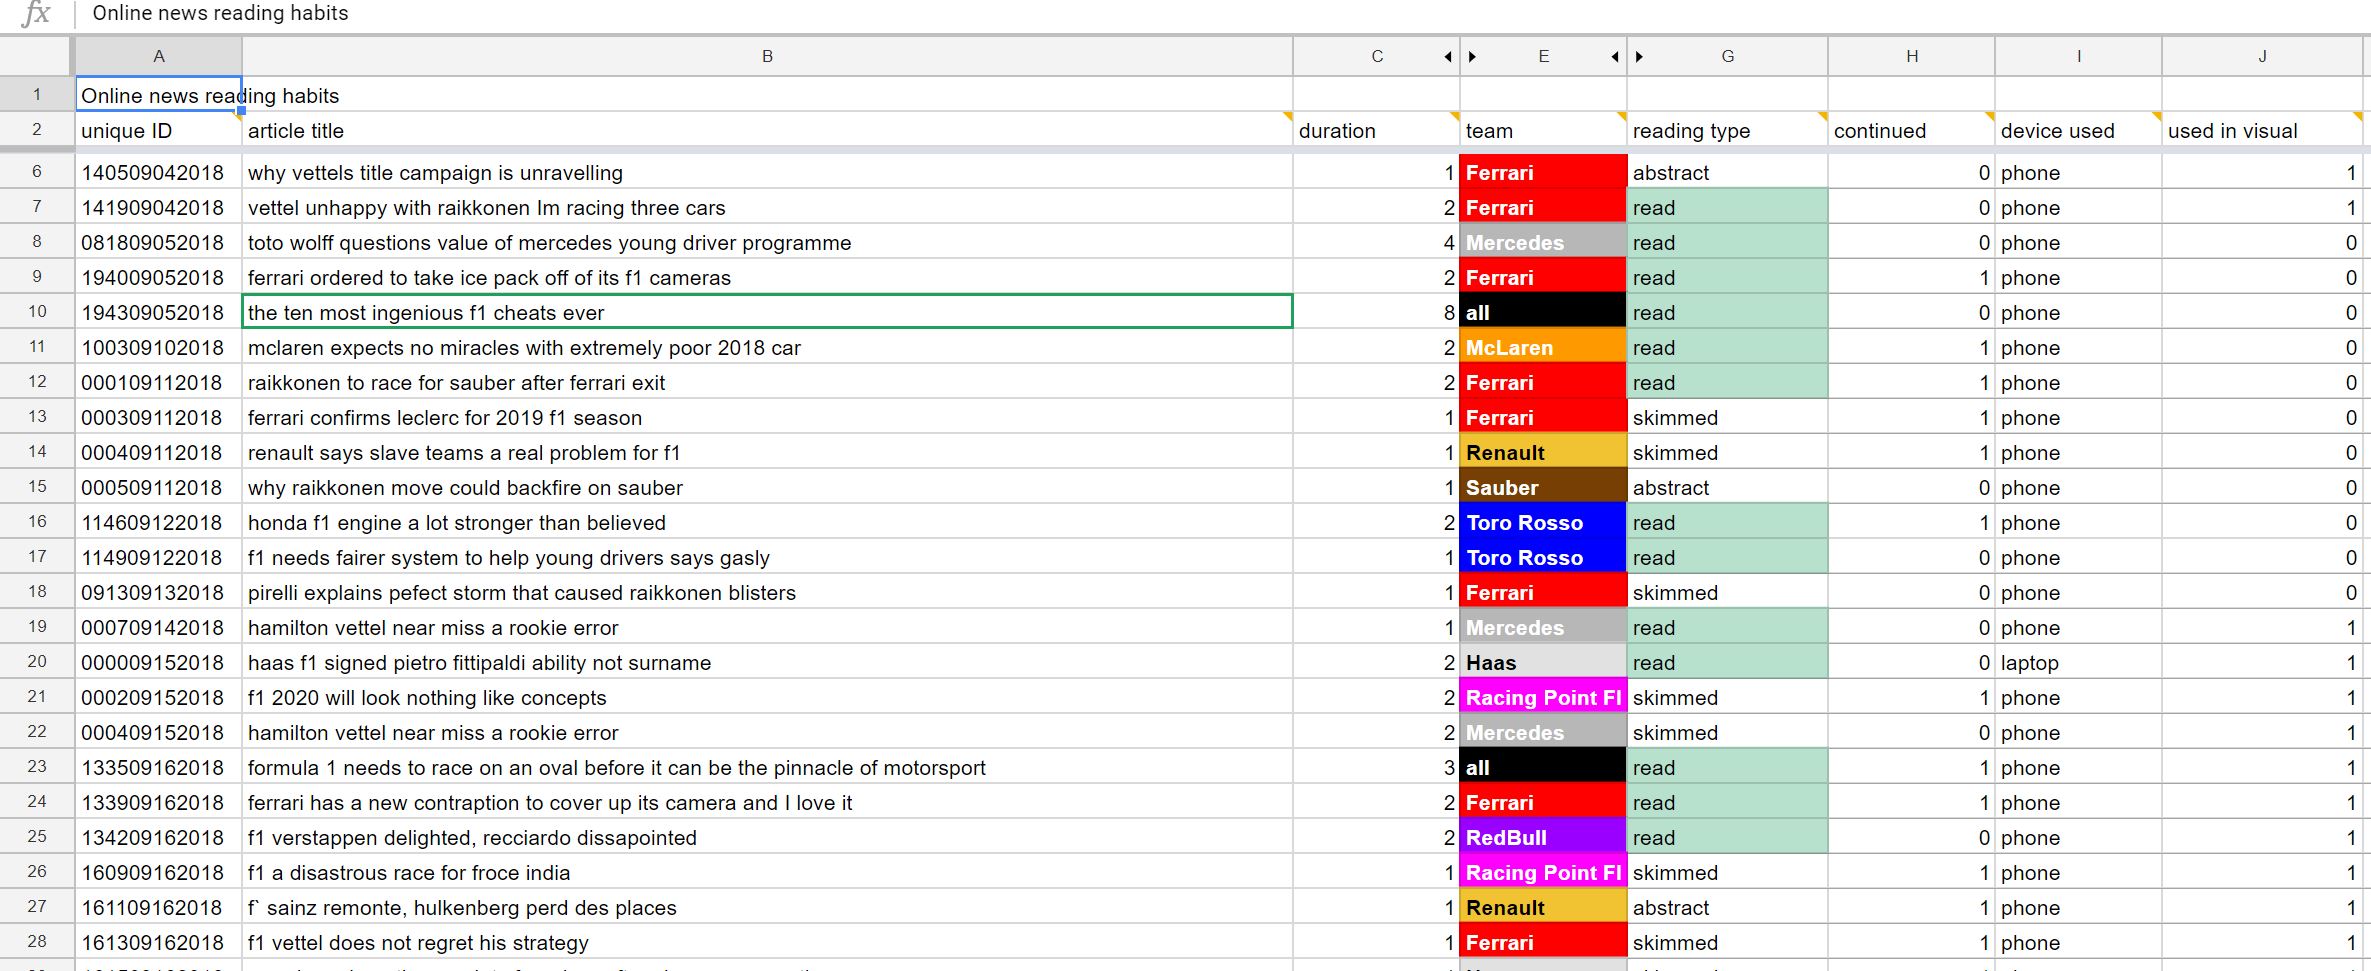 fx Online news reading habits
A B C E G H I J
1 Online news reading habits
2 unique ID article title duration team reading type continued device used used in visual
6 140509042018 why vettels title campaign is unravelling 1 Ferrari abstract 0 phone 1
7 141909042018 vettel unhappy with raikkonen Im racing three cars 2 Ferrari read 0 phone 1
8 081809052018 toto wolff questions value of mercedes young driver programme 4 Mercedes read 0 phone 0
9 194009052018 ferrari ordered to take ice pack off of its f1 cameras 2 Ferrari read 1 phone 0
10 194309052018 the ten most ingenious f1 cheats ever 8 all read 0 phone 0
11 100309102018 mclaren expects no miracles with extremely poor 2018 car 2 McLaren read 1 phone 0
12 000109112018 raikkonen to race for sauber after ferrari exit 2 Ferrari read 1 phone 0
13 000309112018 ferrari confirms leclerc for 2019 f1 season 1 Ferrari skimmed 1 phone 0
14 000409112018 renault says slave teams a real problem for f1 1 Renault skimmed 1 phone 0
15 000509112018 why raikkonen move could backfire on sauber 1 Sauber abstract 0 phone 0
16 114609122018 honda f1 engine a lot stronger than believed 2 Toro Rosso read 1 phone 0
17 114909122018 f1 needs fairer system to help young drivers says gasly 1 Toro Rosso read 0 phone 0
18 091309132018 pirelli explains pefect storm that caused raikkonen blisters 1 Ferrari skimmed 0 phone 0
19 000709142018 hamilton vettel near miss a rookie error 1 Mercedes read 0 phone 1
20 000009152018 haas f1 signed pietro fittipaldi ability not surname 2 Haas read 0 laptop 1
21 000209152018 f1 2020 will look nothing like concepts 2 Racing Point FI skimmed 1 phone 1
22 000409152018 hamilton vettel near miss a rookie error 2 Mercedes skimmed 0 phone 1
23 133509162018 formula 1 needs to race on an oval before it can be the pinnacle of motorsport 3 all read 1 phone 1
24 133909162018 ferrari has a new contraption to cover up its camera and I love it 2 Ferrari read 1 phone 1
25 134209162018 f1 verstappen delighted, recciardo dissapointed 2 RedBull read 0 phone 1
26 160909162018 f1 a disastrous race for froce india 1 Racing Point FI skimmed 1 phone 1
27 161109162018 f` sainz remonte, hulkenberg perd des places 1 Renault abstract 1 phone 1
28 161309162018 f1 vettel does not regret his strategy 1 Ferrari skimmed 1 phone 1